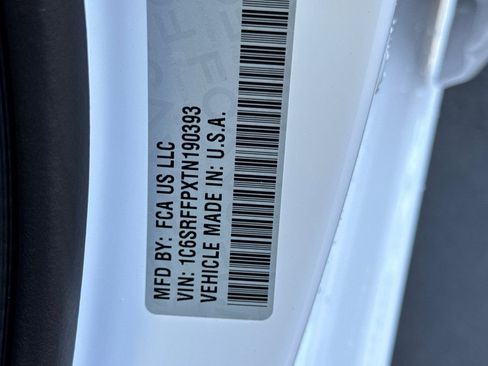 MFD BY: FCA US LLC
VIN: 1C6SRFFPXTN190393
VEHICLE MADE IN: U.S.A.